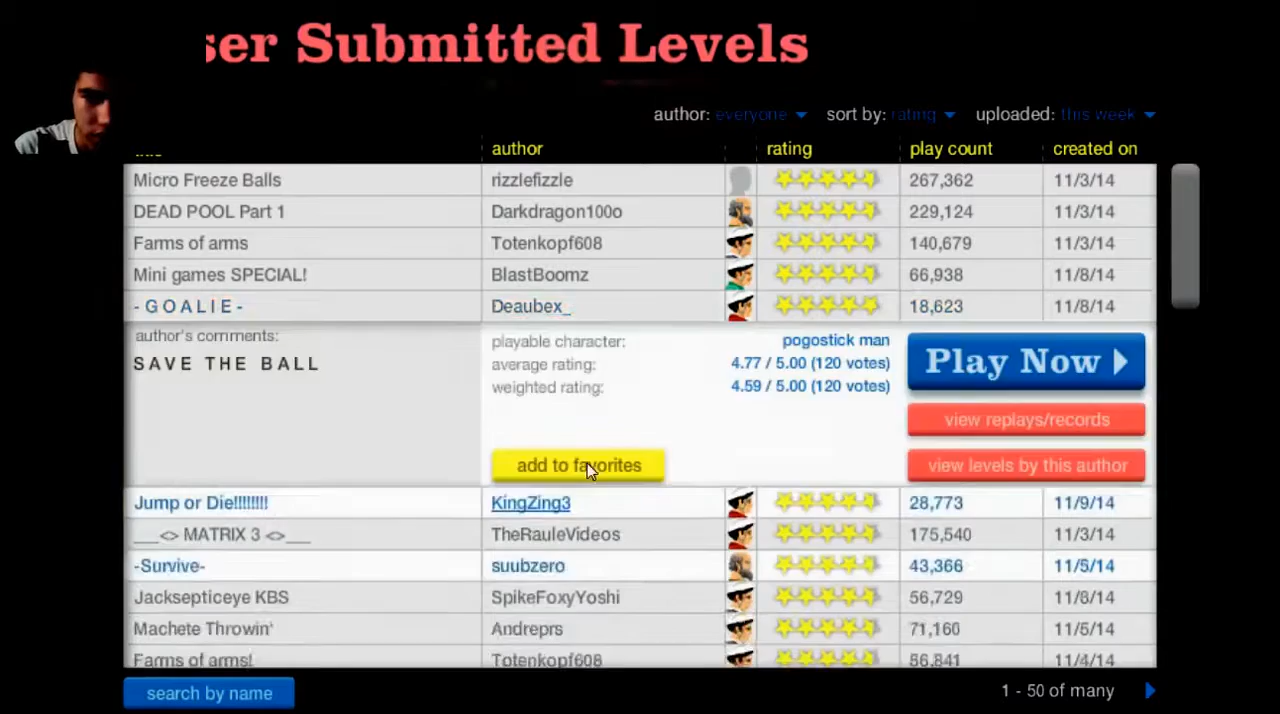 ser Submitted Levels
author: everyone sort by: rating uploaded: this week
author rating play count created on
Micro Freeze Balls rizzlefizzle 267,362 11/3/14
DEAD POOL Part 1 Darkdragon100o 229,124 11/3/14
Farms of arms Totenkopf608 140,679 11/3/14
Mini games SPECIAL! BlastBoomz 66,938 11/8/14
- G O A L I E - Deaubex_ 18,623 11/8/14
author's comments:
S A V E T H E B A L L
playable character: pogostick man
average rating: 4.77 / 5.00 (120 votes)
weighted rating: 4.59 / 5.00 (120 votes)
add to favorites
Play Now
view replays/records
view levels by this author
Jump or Die!!!!!!!! KingZing3 28,773 11/9/14
___<> MATRIX 3 <>___ TheRauleVideos 175,540 11/3/14
-Survive- suubzero 43,366 11/5/14
Jacksepticeye KBS SpikeFoxyYoshi 56,729 11/6/14
Machete Throwin' Andreprs 71,160 11/5/14
Farms of arms! Totenkopf608 56,841 11/4/14
search by name 1 - 50 of many